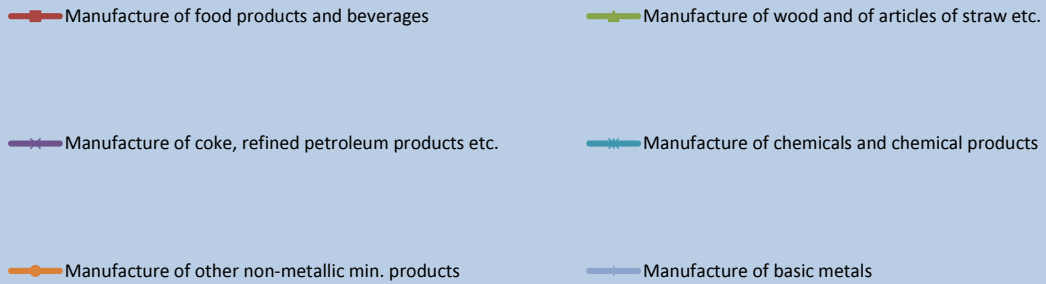 Manufacture of food products and beverages
Manufacture of wood and of articles of straw etc.
Manufacture of coke, refined petroleum products etc.
Manufacture of chemicals and chemical products
Manufacture of other non-metallic min. products
Manufacture of basic metals